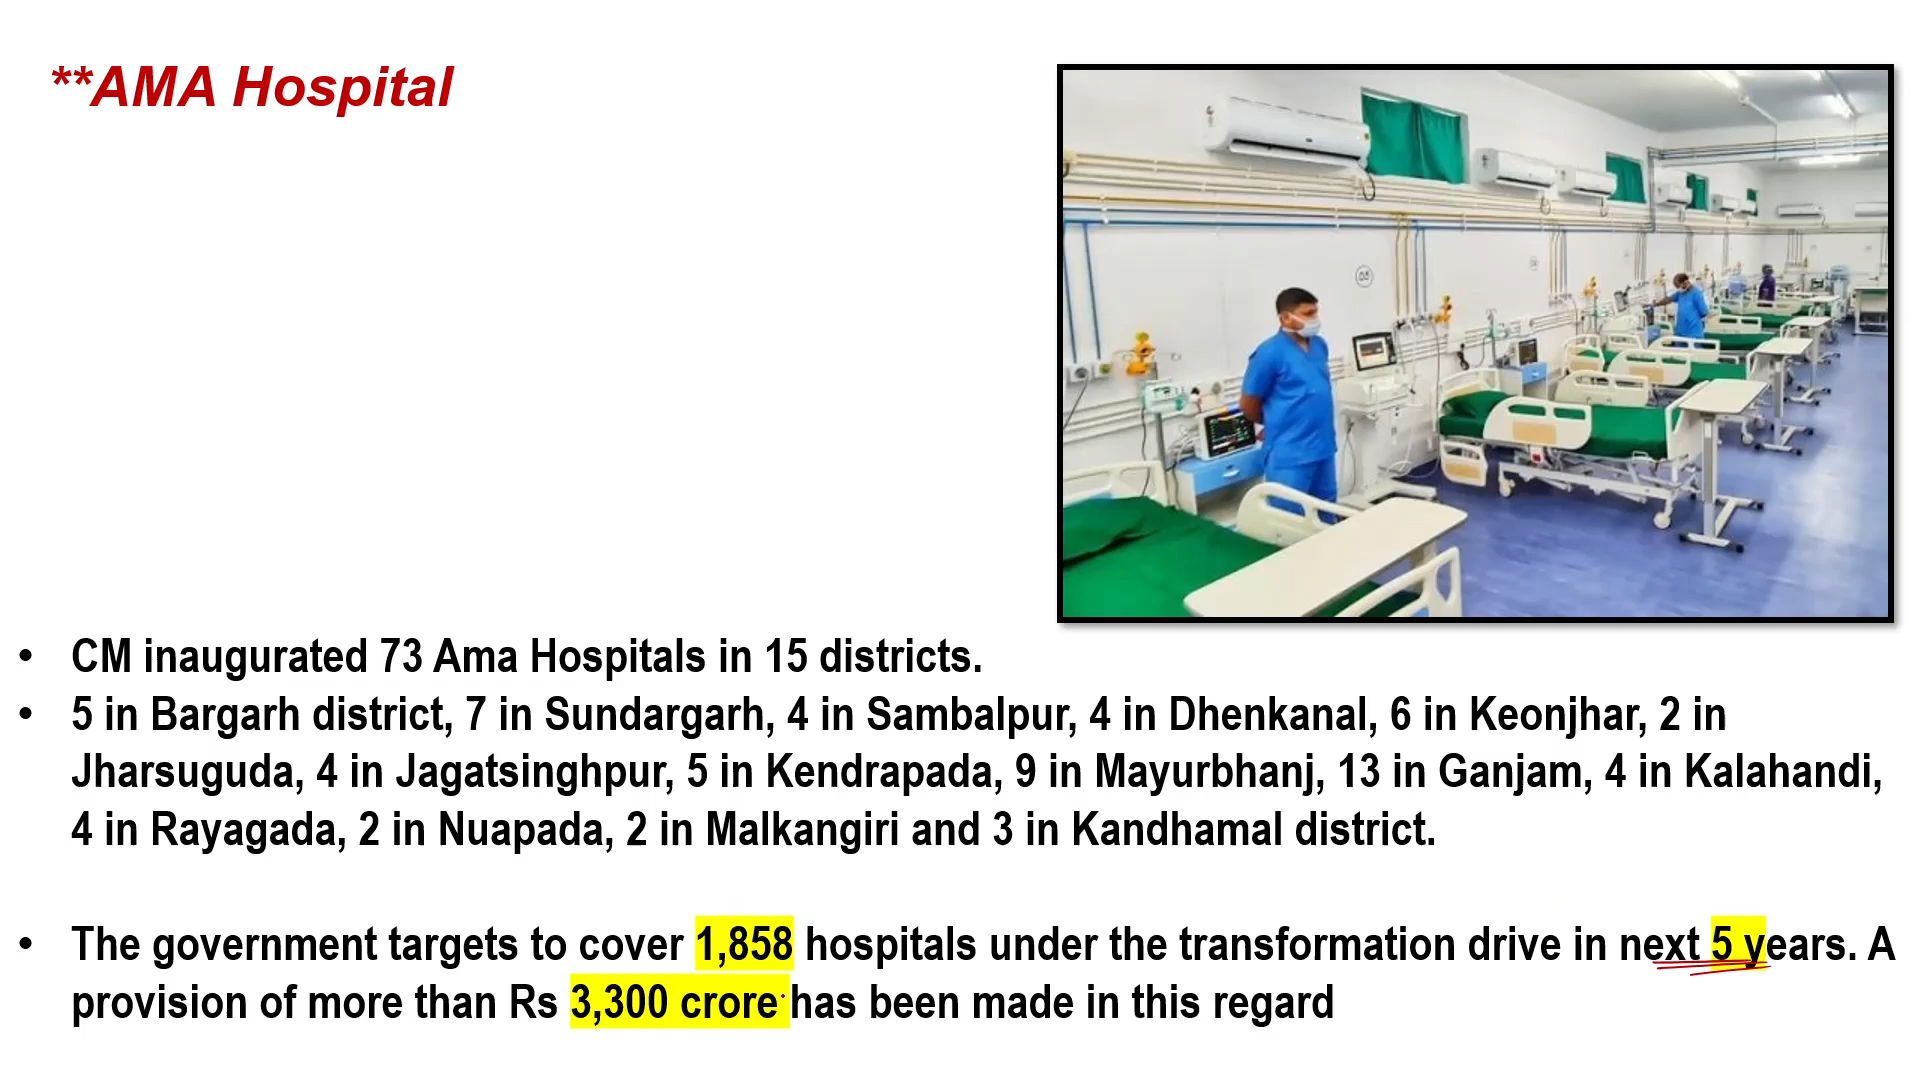 **AMA Hospital
• CM inaugurated 73 Ama Hospitals in 15 districts.
• 5 in Bargarh district, 7 in Sundargarh, 4 in Sambalpur, 4 in Dhenkanal, 6 in Keonjhar, 2 in
Jharsuguda, 4 in Jagatsinghpur, 5 in Kendrapada, 9 in Mayurbhanj, 13 in Ganjam, 4 in Kalahandi,
4 in Rayagada, 2 in Nuapada, 2 in Malkangiri and 3 in Kandhamal district.
• The government targets to cover 1,858 hospitals under the transformation drive in next 5 years. A
provision of more than Rs 3,300 crore has been made in this regard